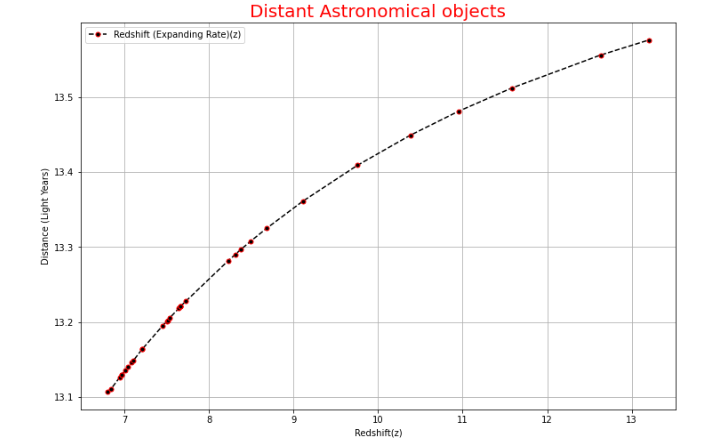 Distant Astronomical objects
Redshift (Expanding Rate)(z)
13.5
13.4
13.3
13.2
13.1
Distance (Light Years)
7 8 9 10 11 12 13
Redshift(z)